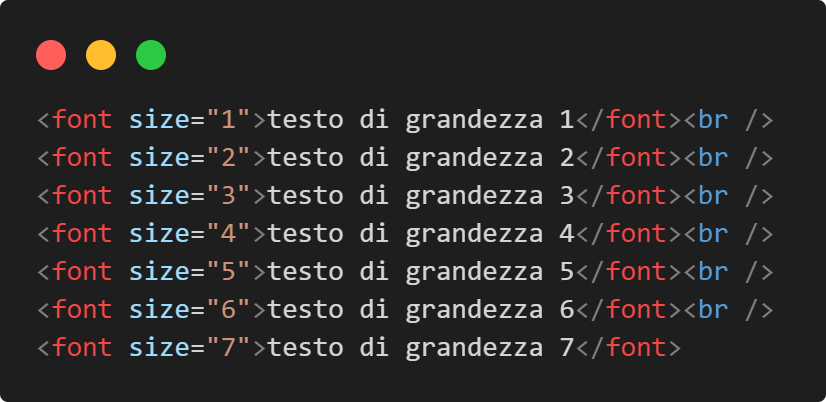 <font size="1">testo di grandezza 1</font><br />
<font size="2">testo di grandezza 2</font><br />
<font size="3">testo di grandezza 3</font><br />
<font size="4">testo di grandezza 4</font><br />
<font size="5">testo di grandezza 5</font><br />
<font size="6">testo di grandezza 6</font><br />
<font size="7">testo di grandezza 7</font>